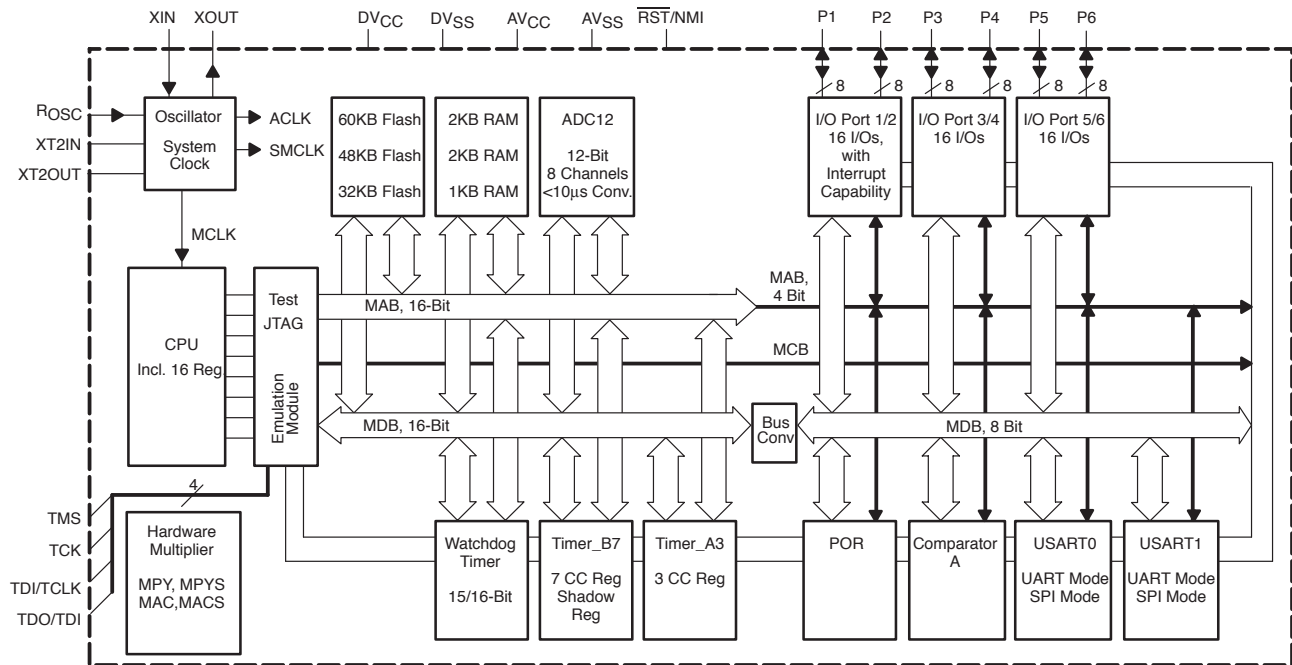 XIN
XOUT
DVCC
DVSS
AVCC
AVSS
RST/NMI
P1
P2
P3
P4
P5
P6
8
8
8
8
8
8
ROSC
XT2IN
XT2OUT
Oscillator
System
Clock
ACLK
SMCLK
MCLK
60KB Flash
48KB Flash
32KB Flash
2KB RAM
2KB RAM
1KB RAM
ADC12
12-Bit
8 Channels
<10μs Conv.
I/O Port 1/2
16 I/Os,
with
Interrupt
Capability
I/O Port 3/4
16 I/Os
I/O Port 5/6
16 I/Os
CPU
Incl. 16 Reg
Test
JTAG
Emulation
Module
MAB, 16-Bit
MAB,
4 Bit
MCB
MDB, 16-Bit
Bus
Conv
MDB, 8 Bit
4
TMS
TCK
TDI/TCLK
TDO/TDI
Hardware
Multiplier
MPY, MPYS
MAC,MACS
Watchdog
Timer
15/16-Bit
Timer_B7
7 CC Reg
Shadow
Reg
Timer_A3
3 CC Reg
POR
Comparator
A
USART0
UART Mode
SPI Mode
USART1
UART Mode
SPI Mode